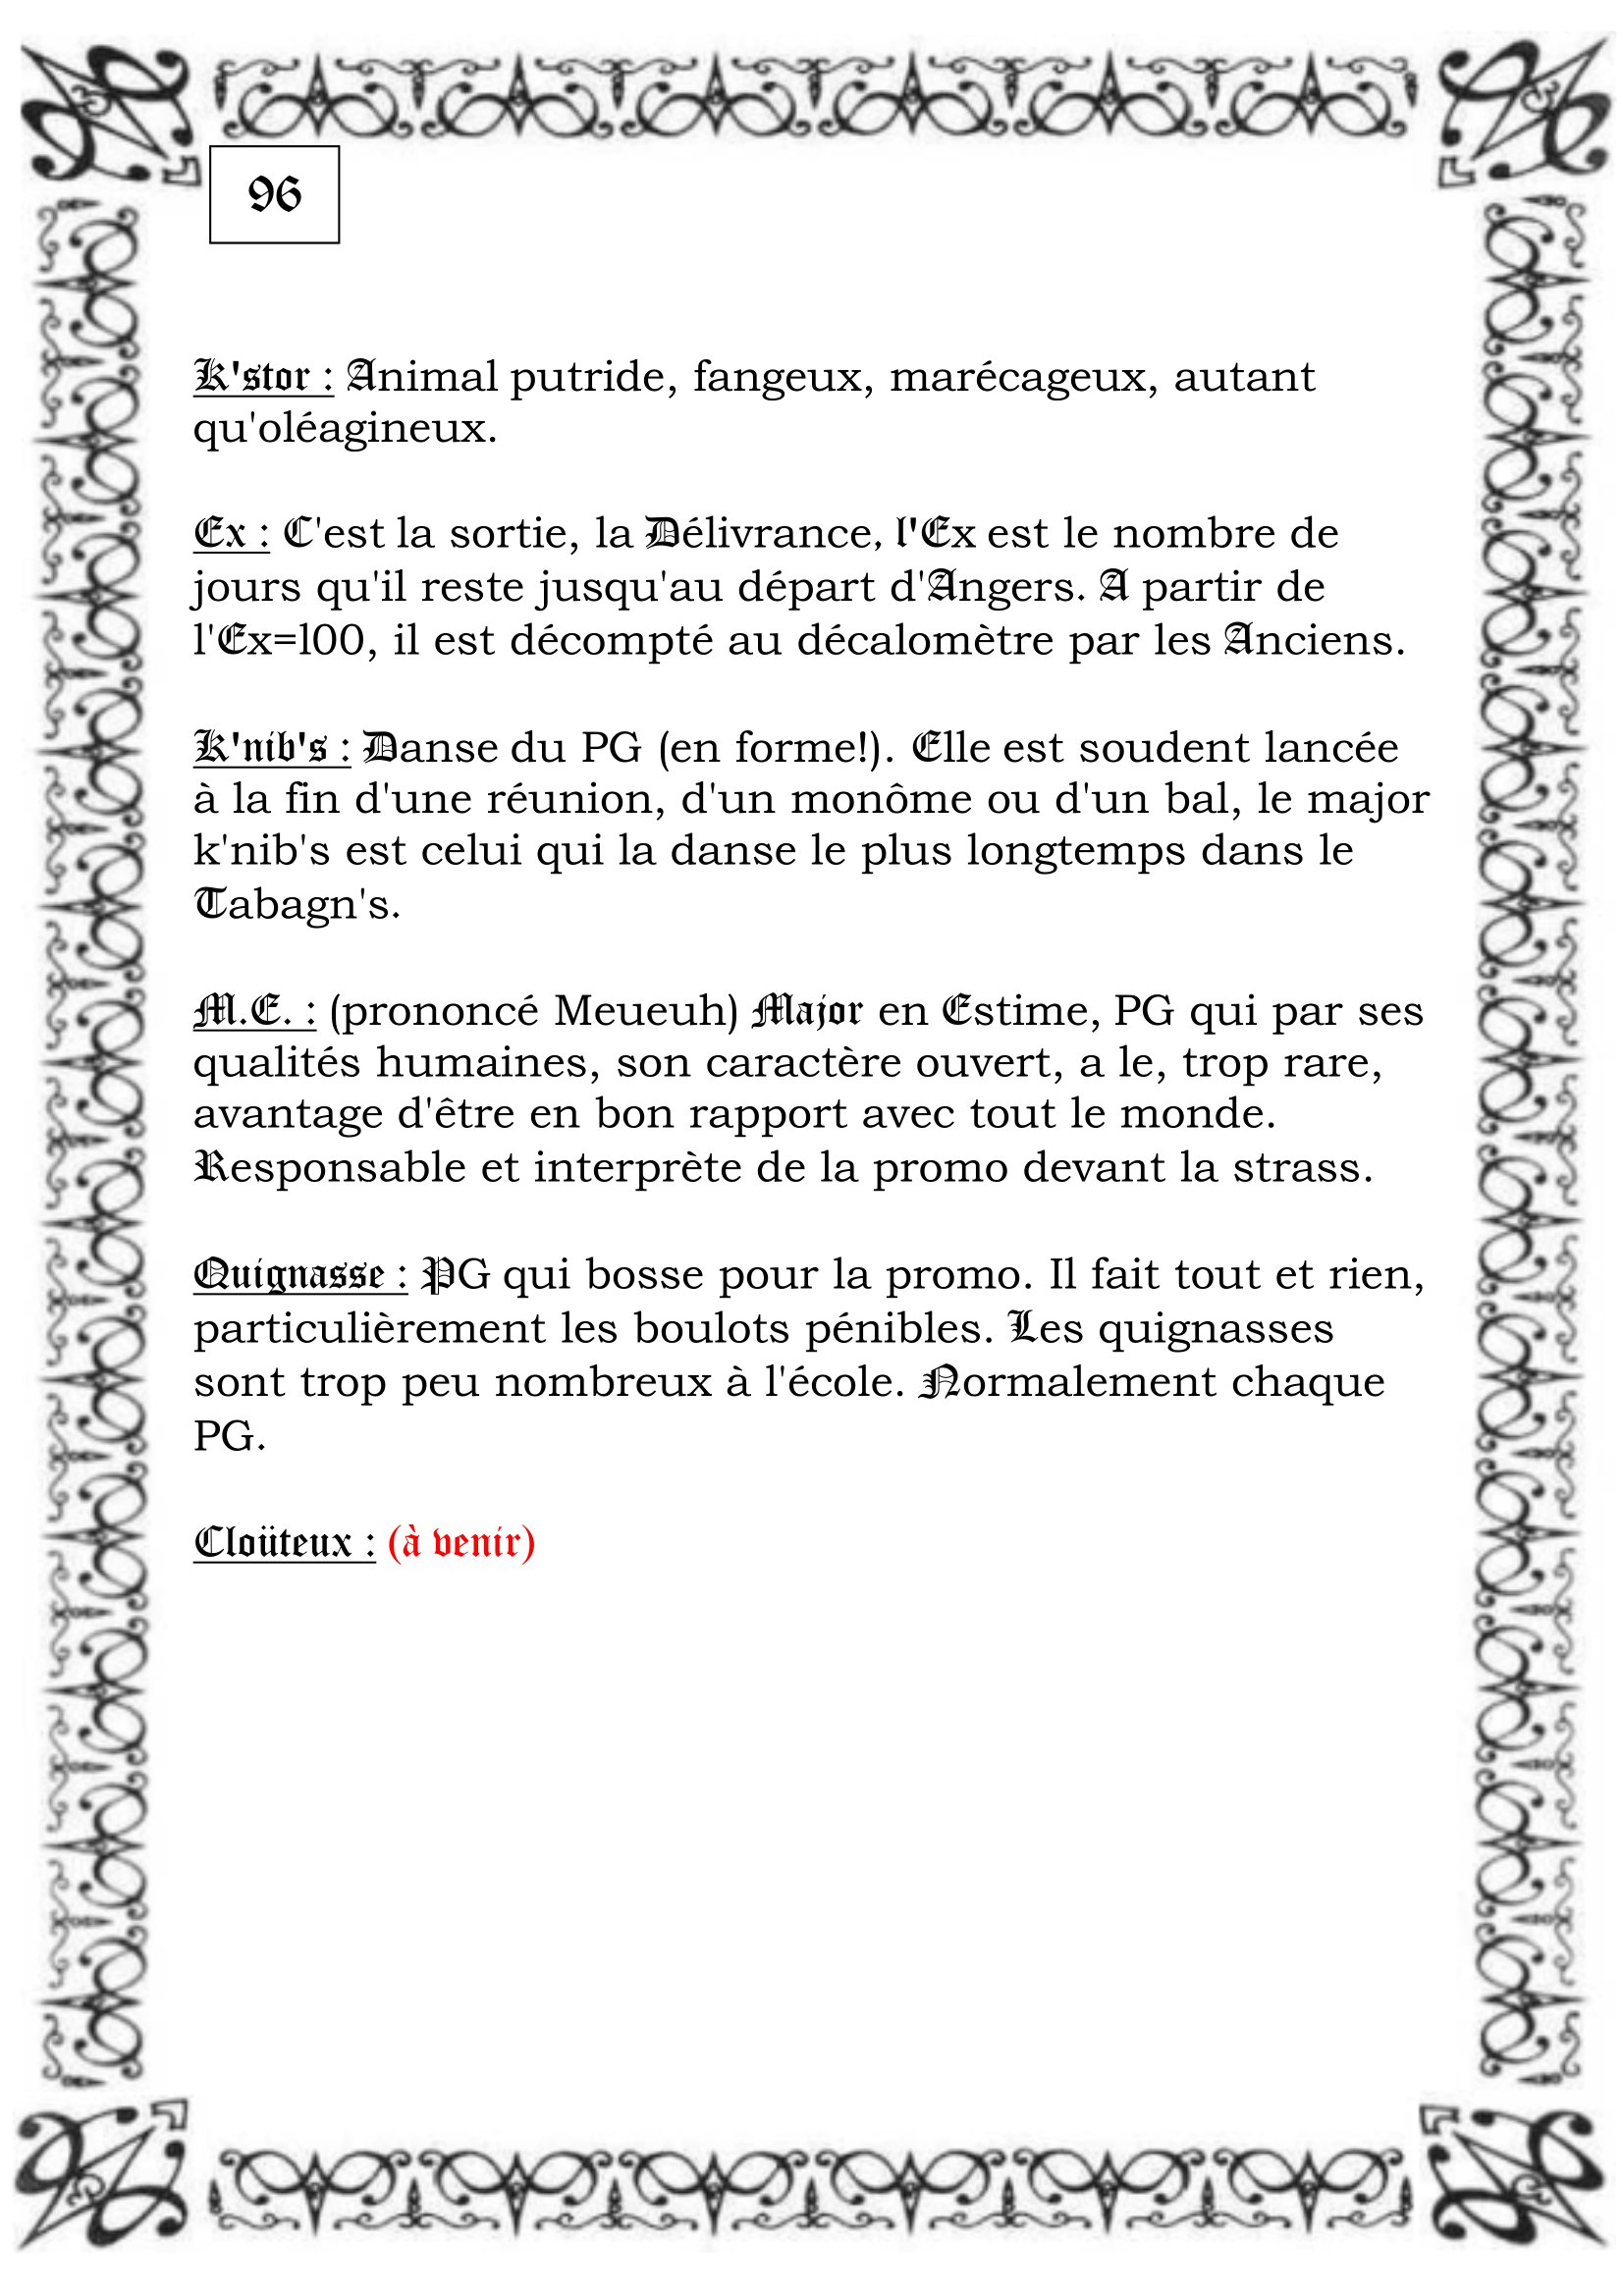 96
K'stor : Animal putride, fangeux, marécageux, autant
qu'oléagineux.
Ex : C'est la sortie, la Délivrance, l'Ex est le nombre de
jours qu'il reste jusqu'au départ d'Angers. A partir de
l'Ex=l00, il est décompté au décalomètre par les Anciens.
K'nib's : Danse du PG (en forme!). Elle est soudent lancée
à la fin d'une réunion, d'un monôme ou d'un bal, le major
k'nib's est celui qui la danse le plus longtemps dans le
Tabagn's.
M.E. : (prononcé Meueuh) Major en Estime, PG qui par ses
qualités humaines, son caractère ouvert, a le, trop rare,
avantage d'être en bon rapport avec tout le monde.
Responsable et interprète de la promo devant la strass.
Quignasse : PG qui bosse pour la promo. Il fait tout et rien,
particulièrement les boulots pénibles. Les quignasses
sont trop peu nombreux à l'école. Normalement chaque
PG.
Cloüteux : (à venir)